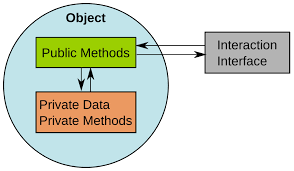 Object
Public Methods
Interaction
Interface
Private Data
Private Methods